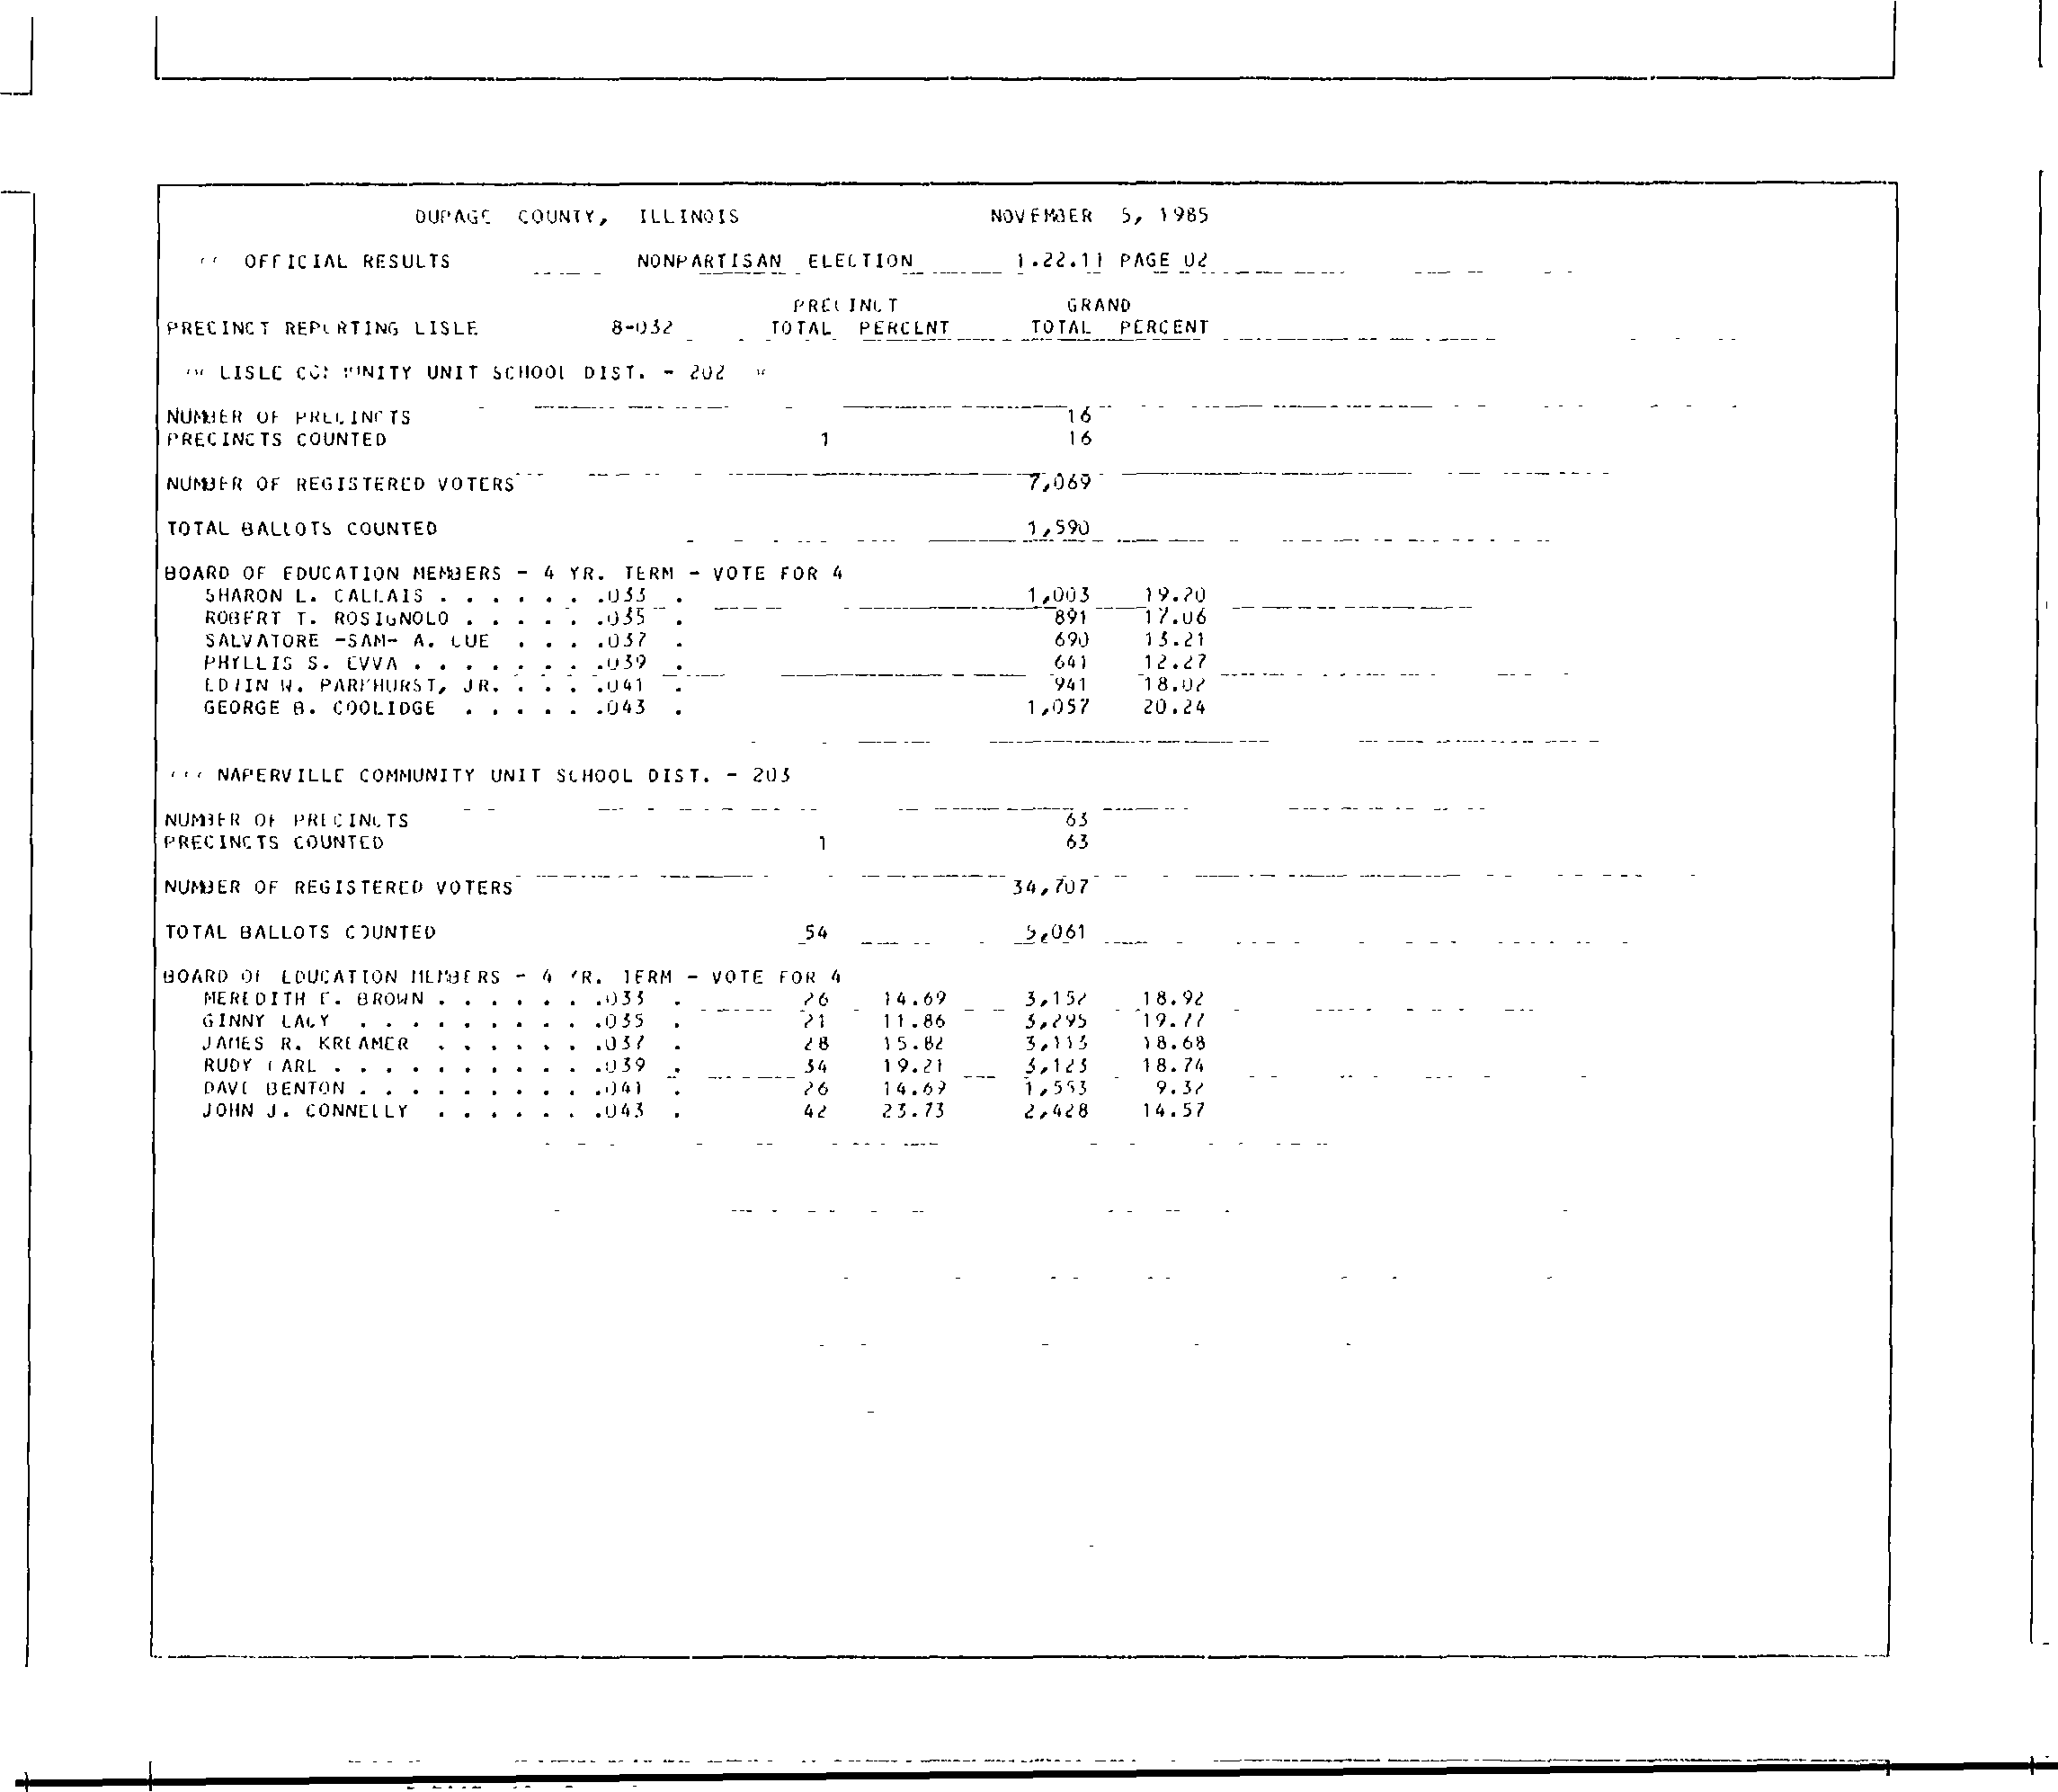 DUPAGE COUNTY, ILLINOIS NOVEMBER 5, 1985
OFFICIAL RESULTS NONPARTISAN ELECTION 1.22.11 PAGE 02
PRECINCT GRAND
PRECINCT REPORTING LISLE 8-032 TOTAL PERCENT TOTAL PERCENT
LISLE COMMUNITY UNIT SCHOOL DIST. - 202
NUMBER OF PRECINCTS 16
PRECINCTS COUNTED 1 16
NUMBER OF REGISTERED VOTERS 7,069
TOTAL BALLOTS COUNTED 1,590
BOARD OF EDUCATION MEMBERS - 4 YR. TERM - VOTE FOR 4
SHARON L. CALLAIS . . . . . . .033 . 1,003 19.20
ROBERT T. ROSIGNOLO . . . . . .035 . 891 17.06
SALVATORE -SAM- A. . . . .037 . 690 13.21
PHYLLIS S. . . . . . . . .039 . 641 12.27
EDWIN W. PARKHURST, JR. . . . .041 . 941 18.02
GEORGE B. COOLIDGE . . . . . .043 . 1,057 20.24
NAPERVILLE COMMUNITY UNIT SCHOOL DIST. - 203
NUMBER OF PRECINCTS 63
PRECINCTS COUNTED 1 63
NUMBER OF REGISTERED VOTERS 34,707
TOTAL BALLOTS COUNTED 54 5,061
BOARD OF EDUCATION MEMBERS - 4 YR. TERM - VOTE FOR 4
MEREDITH E. BROWN . . . . . . .033 . 26 14.69 3,152 18.92
GINNY LACY . . . . . . . . . .035 . 21 11.86 3,295 19.77
JAMES R. KREAMER . . . . . . .037 . 28 15.82 3,113 18.68
RUDY CARL . . . . . . . . . . .039 . 34 19.21 3,123 18.74
DAVE BENTON . . . . . . . . . .041 . 26 14.69 1,553 9.32
JOHN J. CONNELLY . . . . . . .043 . 42 23.73 2,428 14.57